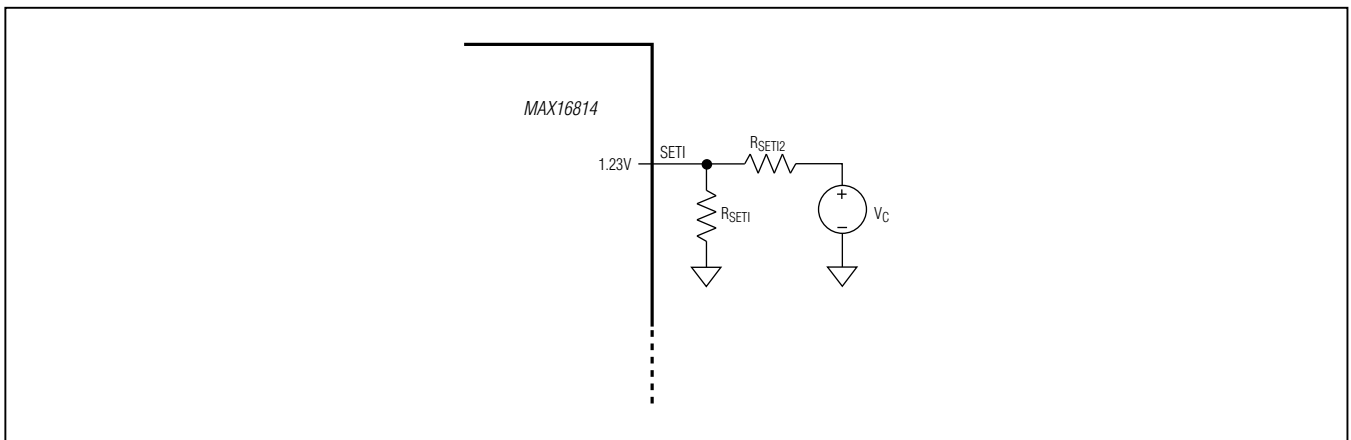 MAX16814
1.23V
SETI
RSETI2
RSETI
+
−
VC